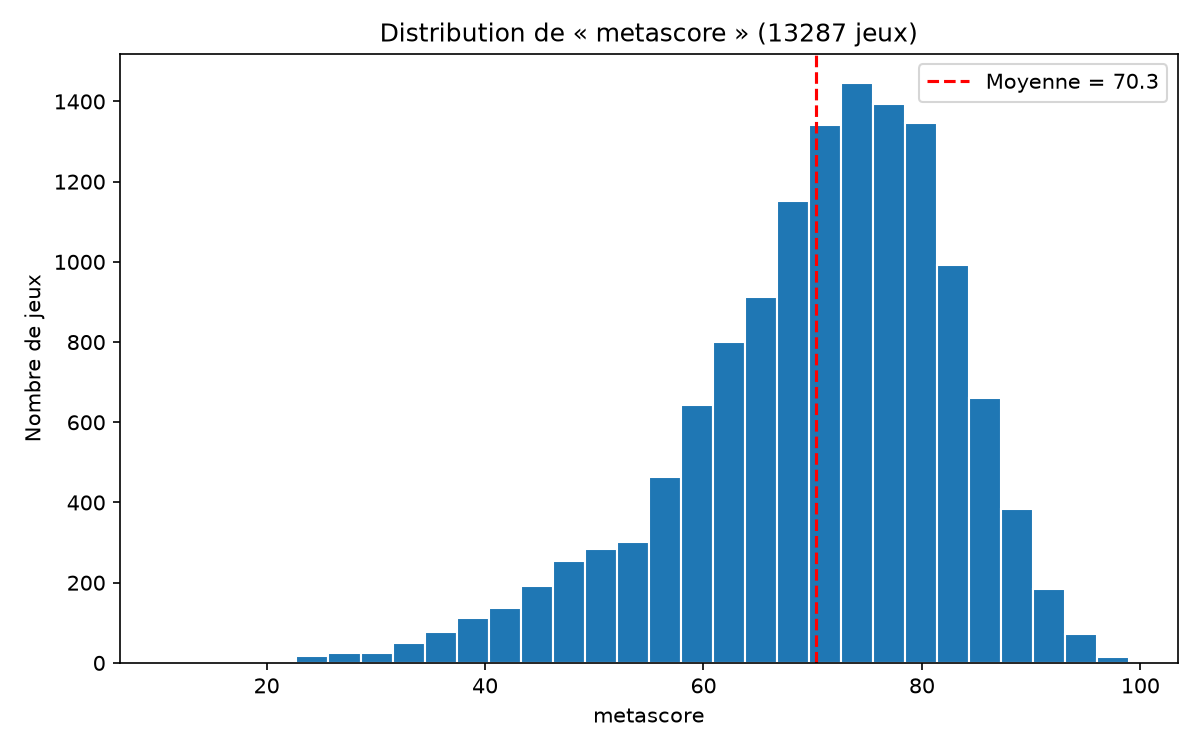 Distribution de « metascore » (13287 jeux)
Moyenne = 70.3
Nombre de jeux
1400
1200
1000
800
600
400
200
0
20 40 60 80 100
metascore